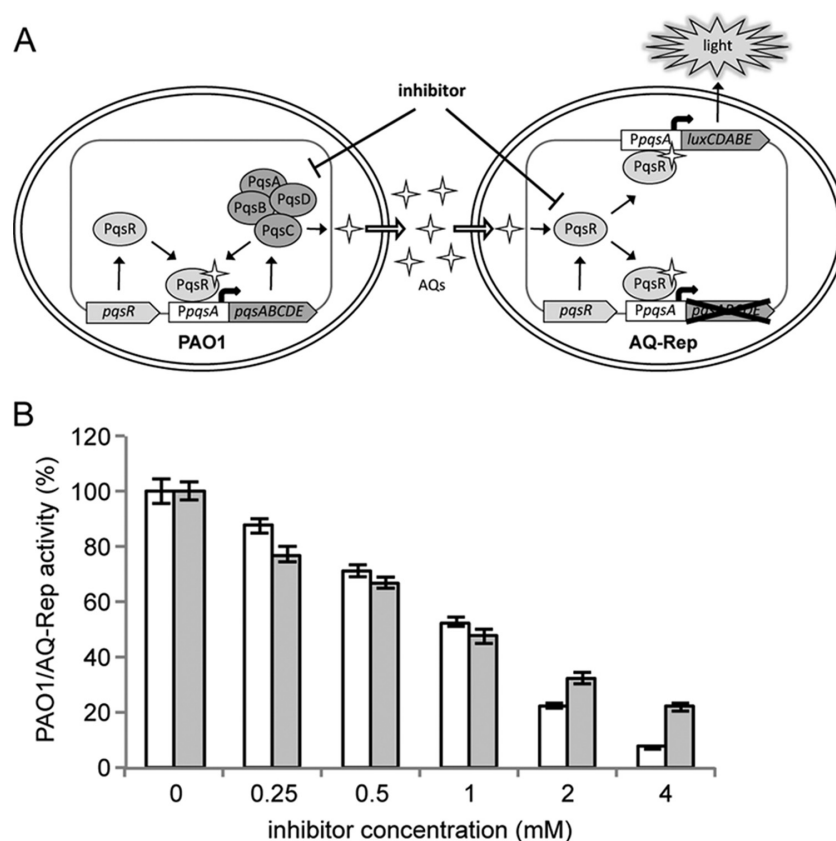 A
light
inhibitor
PpqsA luxCDABE
PqsR
PqsA
PqsD
PqsB
PqsC
PqsR
PqsR
PqsR
PqsR
AQs
pqsR PpqsA pqsABCDE
pqsR PpqsA pqsABCDE
PAO1
AQ-Rep
B
PAO1/AQ-Rep activity (%)
120
100
80
60
40
20
0
0 0.25 0.5 1 2 4
inhibitor concentration (mM)